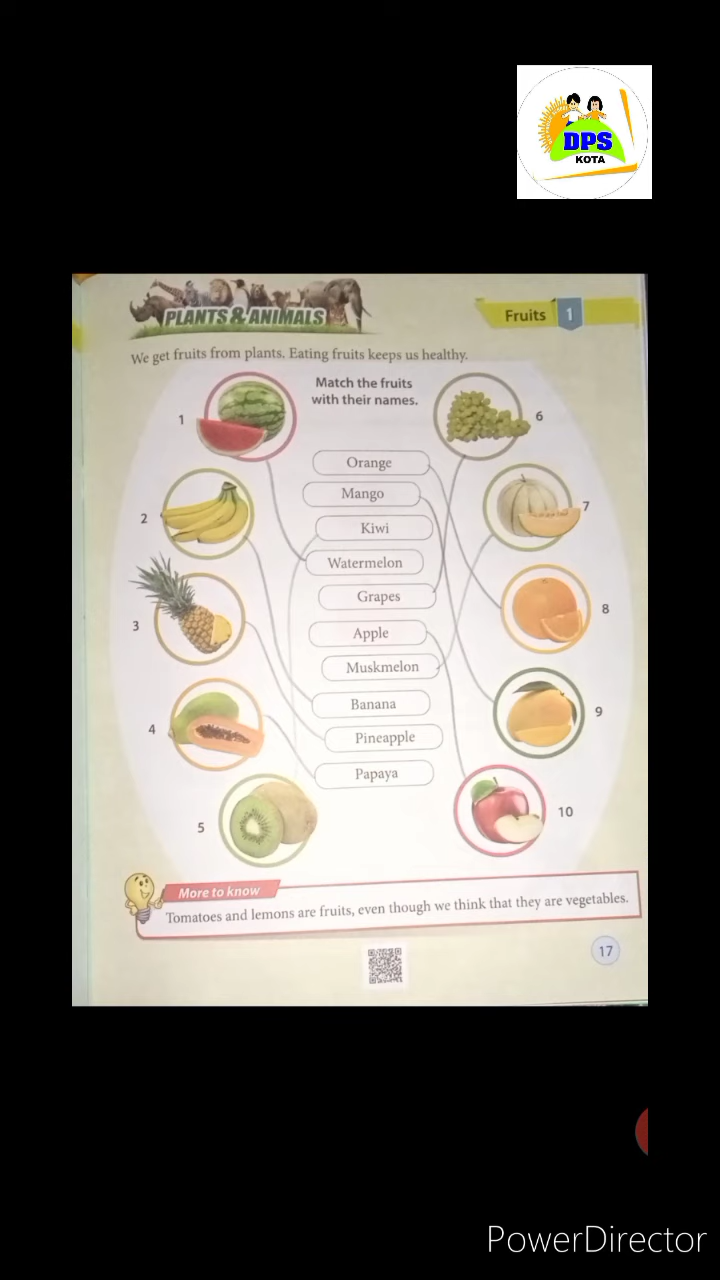 DPS
KOTA
PLANTS & ANIMALS
Fruits 1
We get fruits from plants. Eating fruits keeps us healthy.
Match the fruits
with their names.
1
6
Orange
Mango
2
7
Kiwi
Watermelon
Grapes
8
3
Apple
Muskmelon
Banana
9
4
Pineapple
Papaya
10
5
More to know
Tomatoes and lemons are fruits, even though we think that they are vegetables.
17
PowerDirector